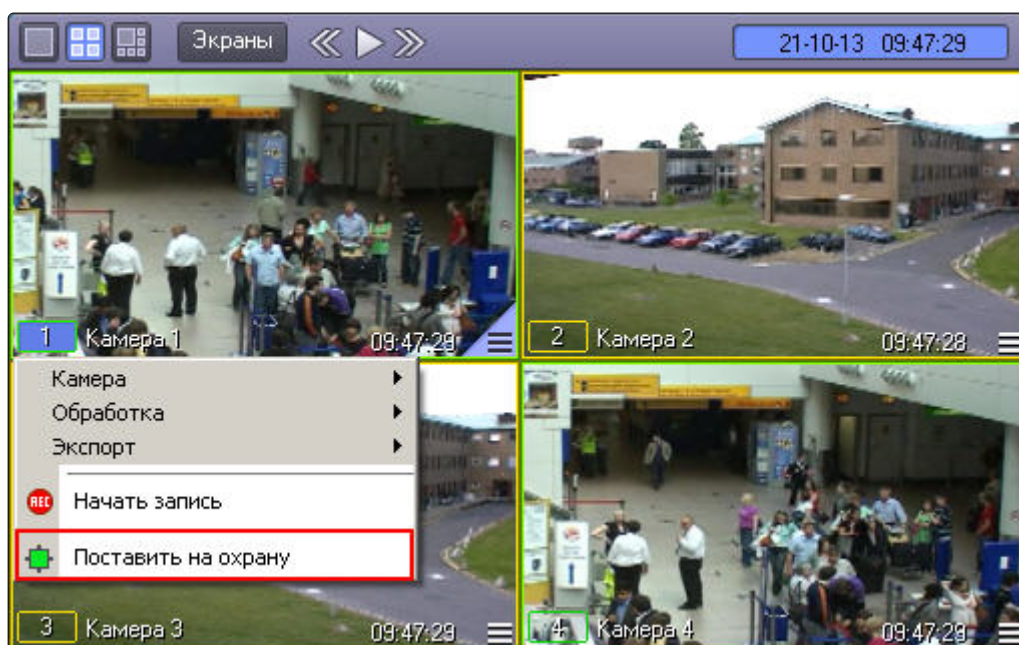 Экраны
21-10-13 09:47:29
1 Камера 1 09:47:29
2 Камера 2 09:47:28
Камера
Обработка
Экспорт
REC Начать запись
Поставить на охрану
3 Камера 3 09:47:29
4 Камера 4 09:47:29